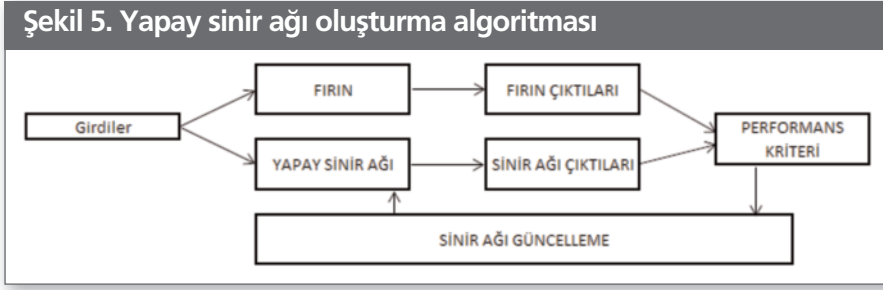 Şekil 5. Yapay sinir ağı oluşturma algoritması
Girdiler
FIRIN
FIRIN ÇIKTILARI
YAPAY SİNİR AĞI
SİNİR AĞI ÇIKTILARI
PERFORMANS
KRİTERİ
SİNİR AĞI GÜNCELLEME